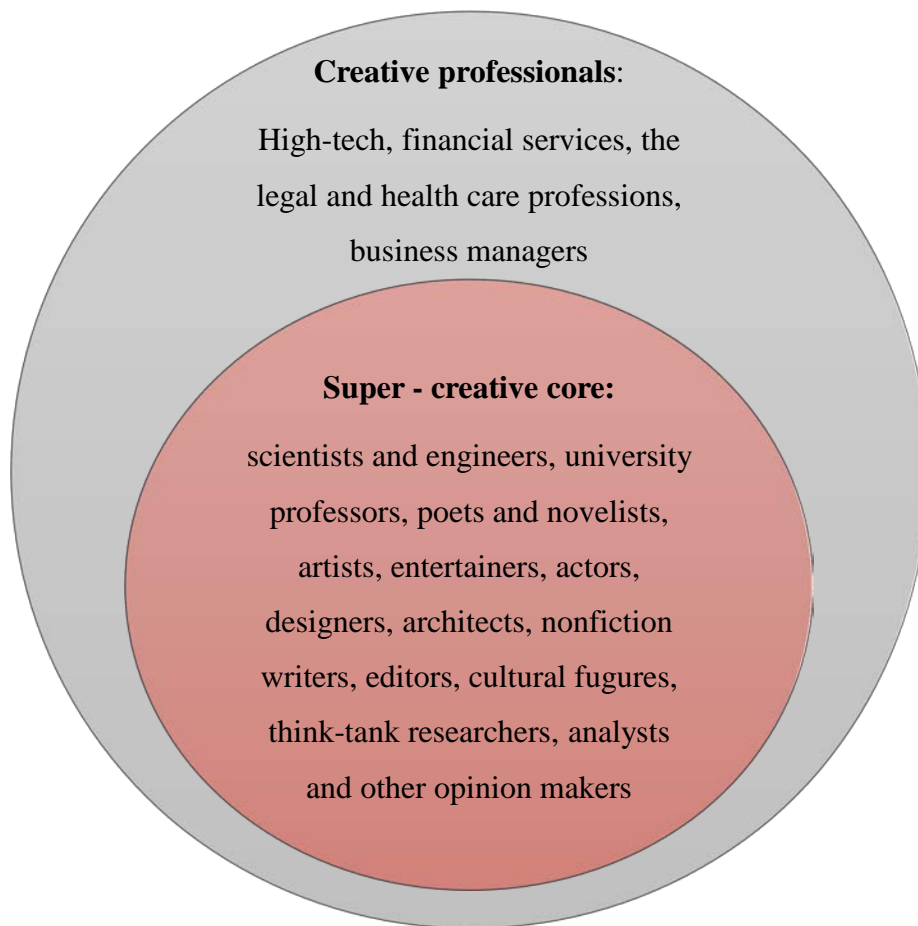 Creative professionals:
High-tech, financial services, the
legal and health care professions,
business managers
Super - creative core:
scientists and engineers, university
professors, poets and novelists,
artists, entertainers, actors,
designers, architects, nonfiction
writers, editors, cultural fugures,
think-tank researchers, analysts
and other opinion makers